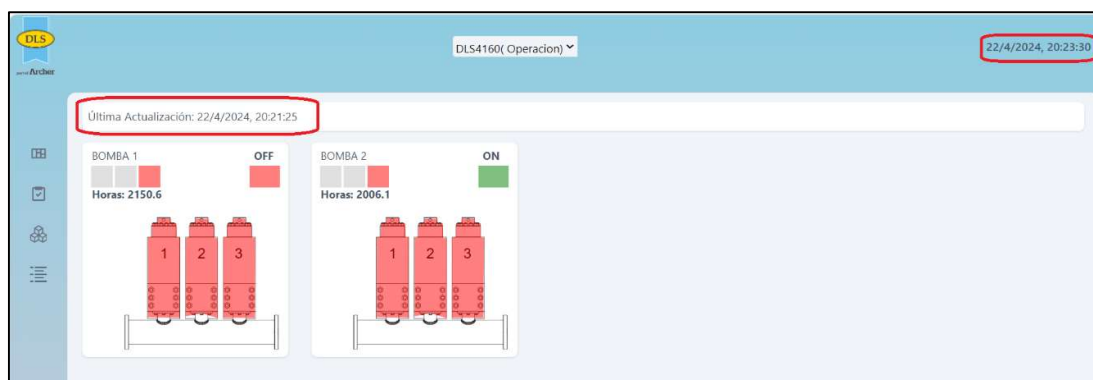 DLS
Archer
DLS4160( Operacion)
22/4/2024, 20:23:30
Última Actualización: 22/4/2024, 20:21:25
BOMBA 1 OFF
Horas: 2150.6
1 2 3
BOMBA 2 ON
Horas: 2006.1
1 2 3